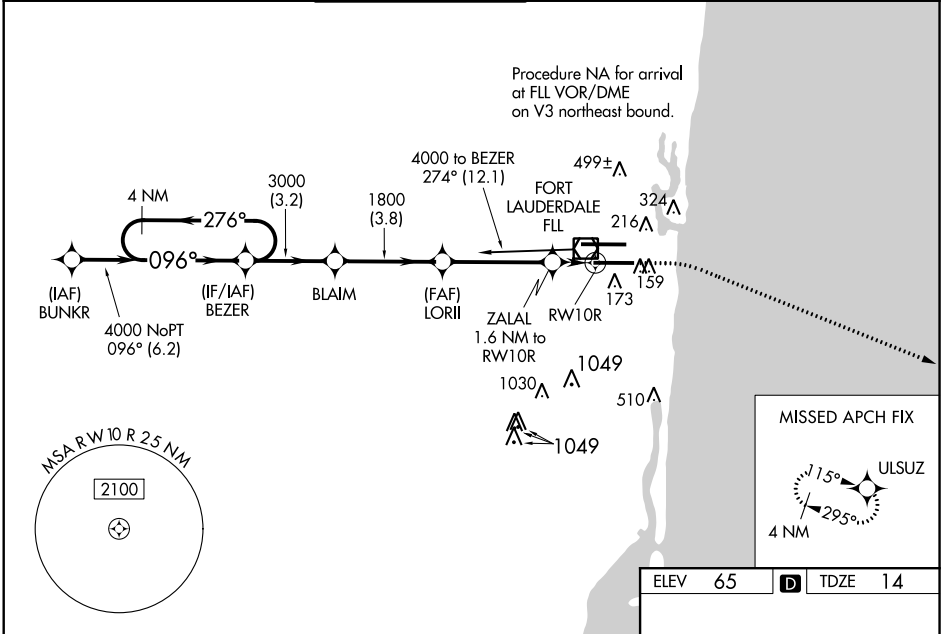 Procedure NA for arrival
at FLL VOR/DME
on V3 northeast bound.
4000 to BEZER
274° (12.1)
499±
4 NM
3000
(3.2)
1800
(3.8)
FORT
LAUDERDALE
FLL
324
216
276°
096°
(IAF)
BUNKR
(IF/IAF)
BEZER
BLAIM
(FAF)
LORII
159
173
RW10R
4000 NoPT
096° (6.2)
ZALAL
1.6 NM to
RW10R
1030
1049
510
1049
MSA RW 10 R 25 NM
2100
MISSED APCH FIX
ULSUZ
115°
295°
4 NM
ELEV 65 D TDZE 14